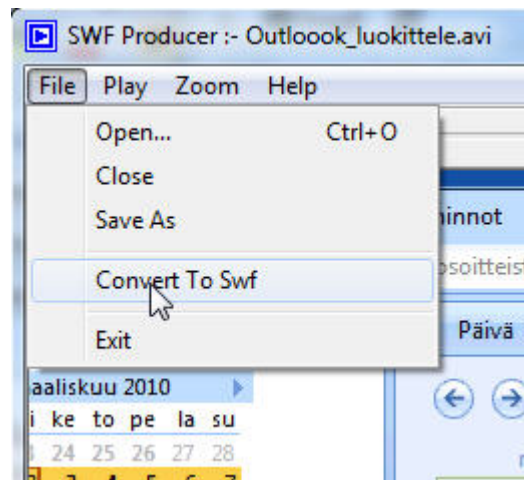 SWF Producer :- Outloook_luokittele.avi
File Play Zoom Help
Open... Ctrl+O
Close
Save As
Convert To Swf
Exit
Päivä
aaliskuu 2010
ke to pe la su
24 25 26 27 28